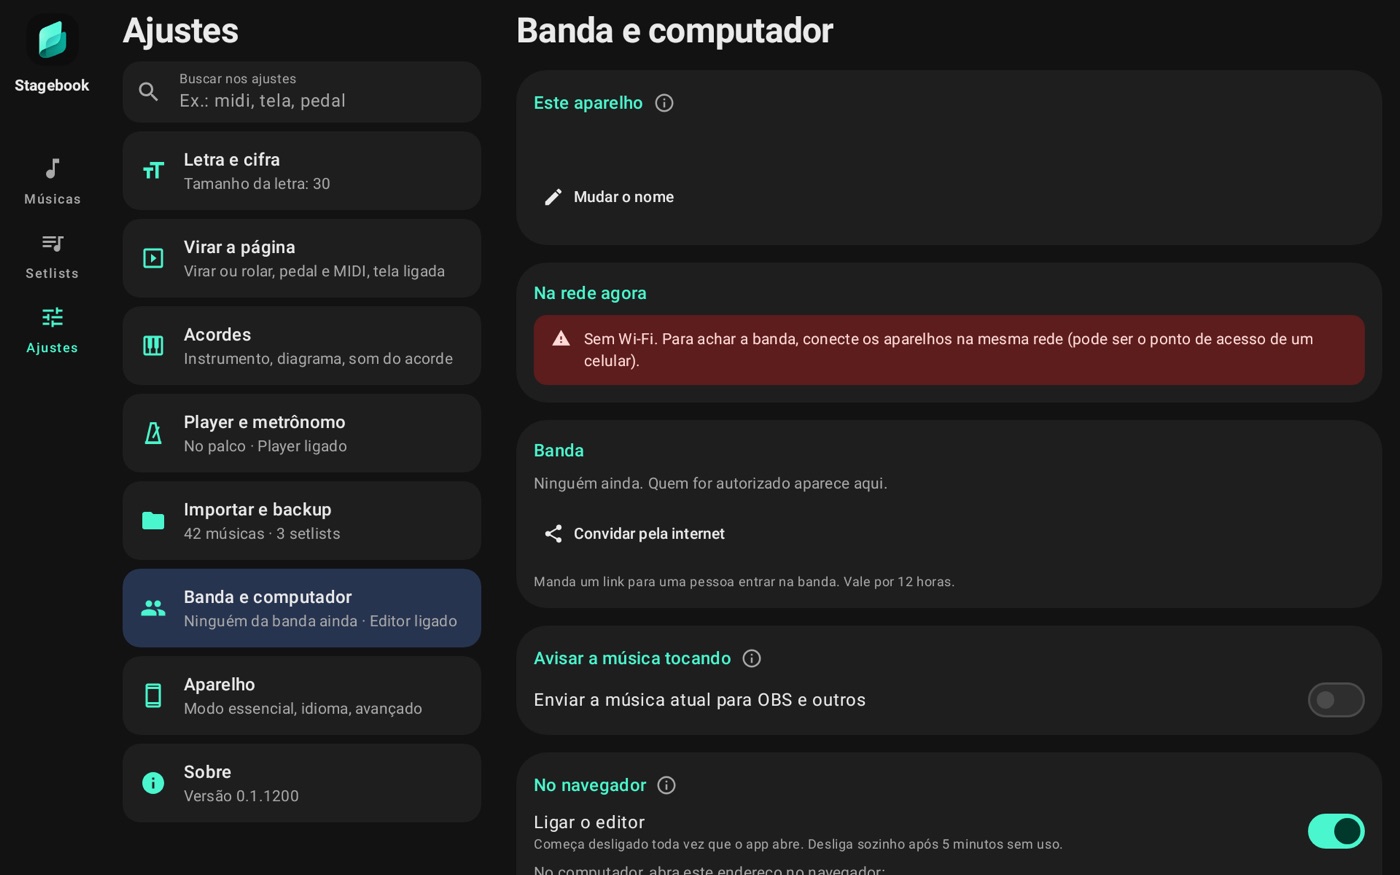 Stagebook
Músicas
Setlists
Ajustes
Ajustes
Buscar nos ajustes
Ex.: midi, tela, pedal
Letra e cifra
Tamanho da letra: 30
Virar a página
Virar ou rolar, pedal e MIDI, tela ligada
Acordes
Instrumento, diagrama, som do acorde
Player e metrônomo
No palco · Player ligado
Importar e backup
42 músicas · 3 setlists
Banda e computador
Ninguém da banda ainda · Editor ligado
Aparelho
Modo essencial, idioma, avançado
Sobre
Versão 0.1.1200
Banda e computador
Este aparelho
Mudar o nome
Na rede agora
Sem Wi-Fi. Para achar a banda, conecte os aparelhos na mesma rede (pode ser o ponto de acesso de um
celular).
Banda
Ninguém ainda. Quem for autorizado aparece aqui.
Convidar pela internet
Manda um link para uma pessoa entrar na banda. Vale por 12 horas.
Avisar a música tocando
Enviar a música atual para OBS e outros
No navegador
Ligar o editor
Começa desligado toda vez que o app abre. Desliga sozinho após 5 minutos sem uso.
No computador, abra este endereço no navegador: